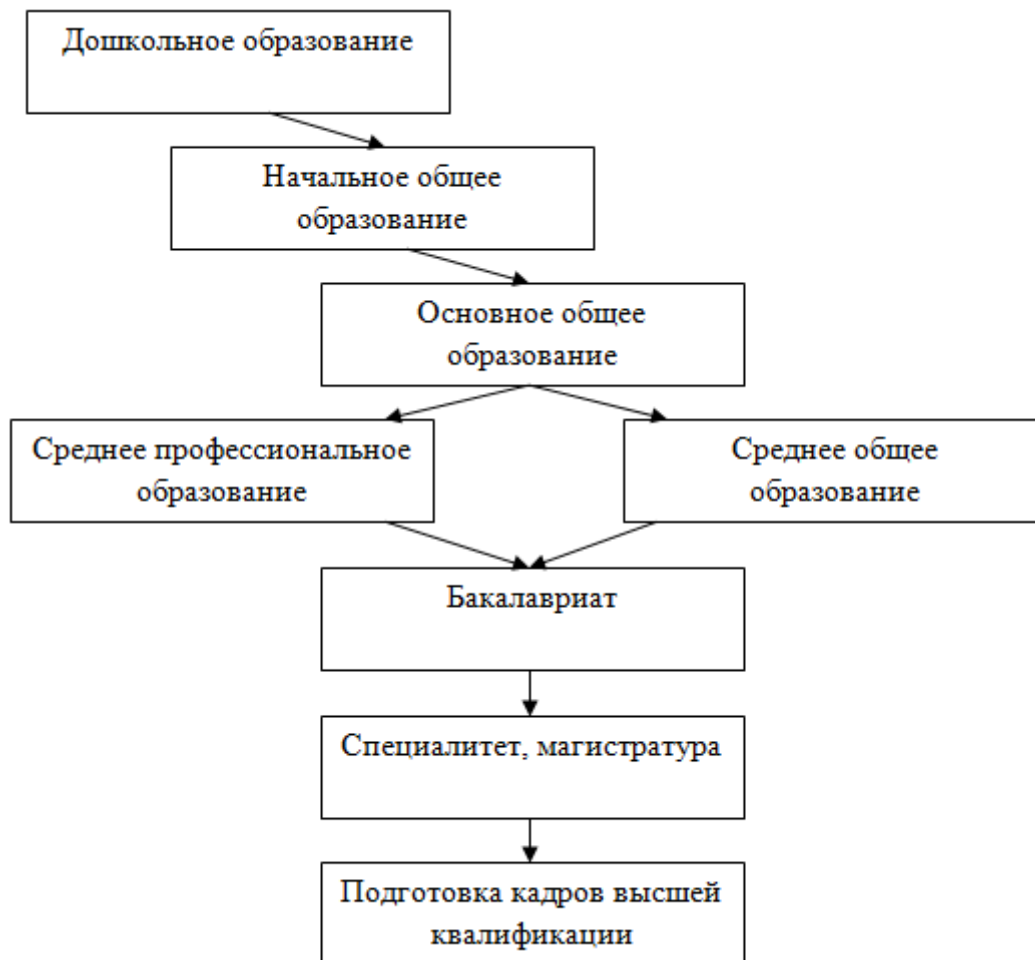 Дошкольное образование
Начальное общее
образование
Основное общее
образование
Среднее профессиональное
образование
Среднее общее
образование
Бакалавриат
Специалитет, магистратура
Подготовка кадров высшей
квалификации